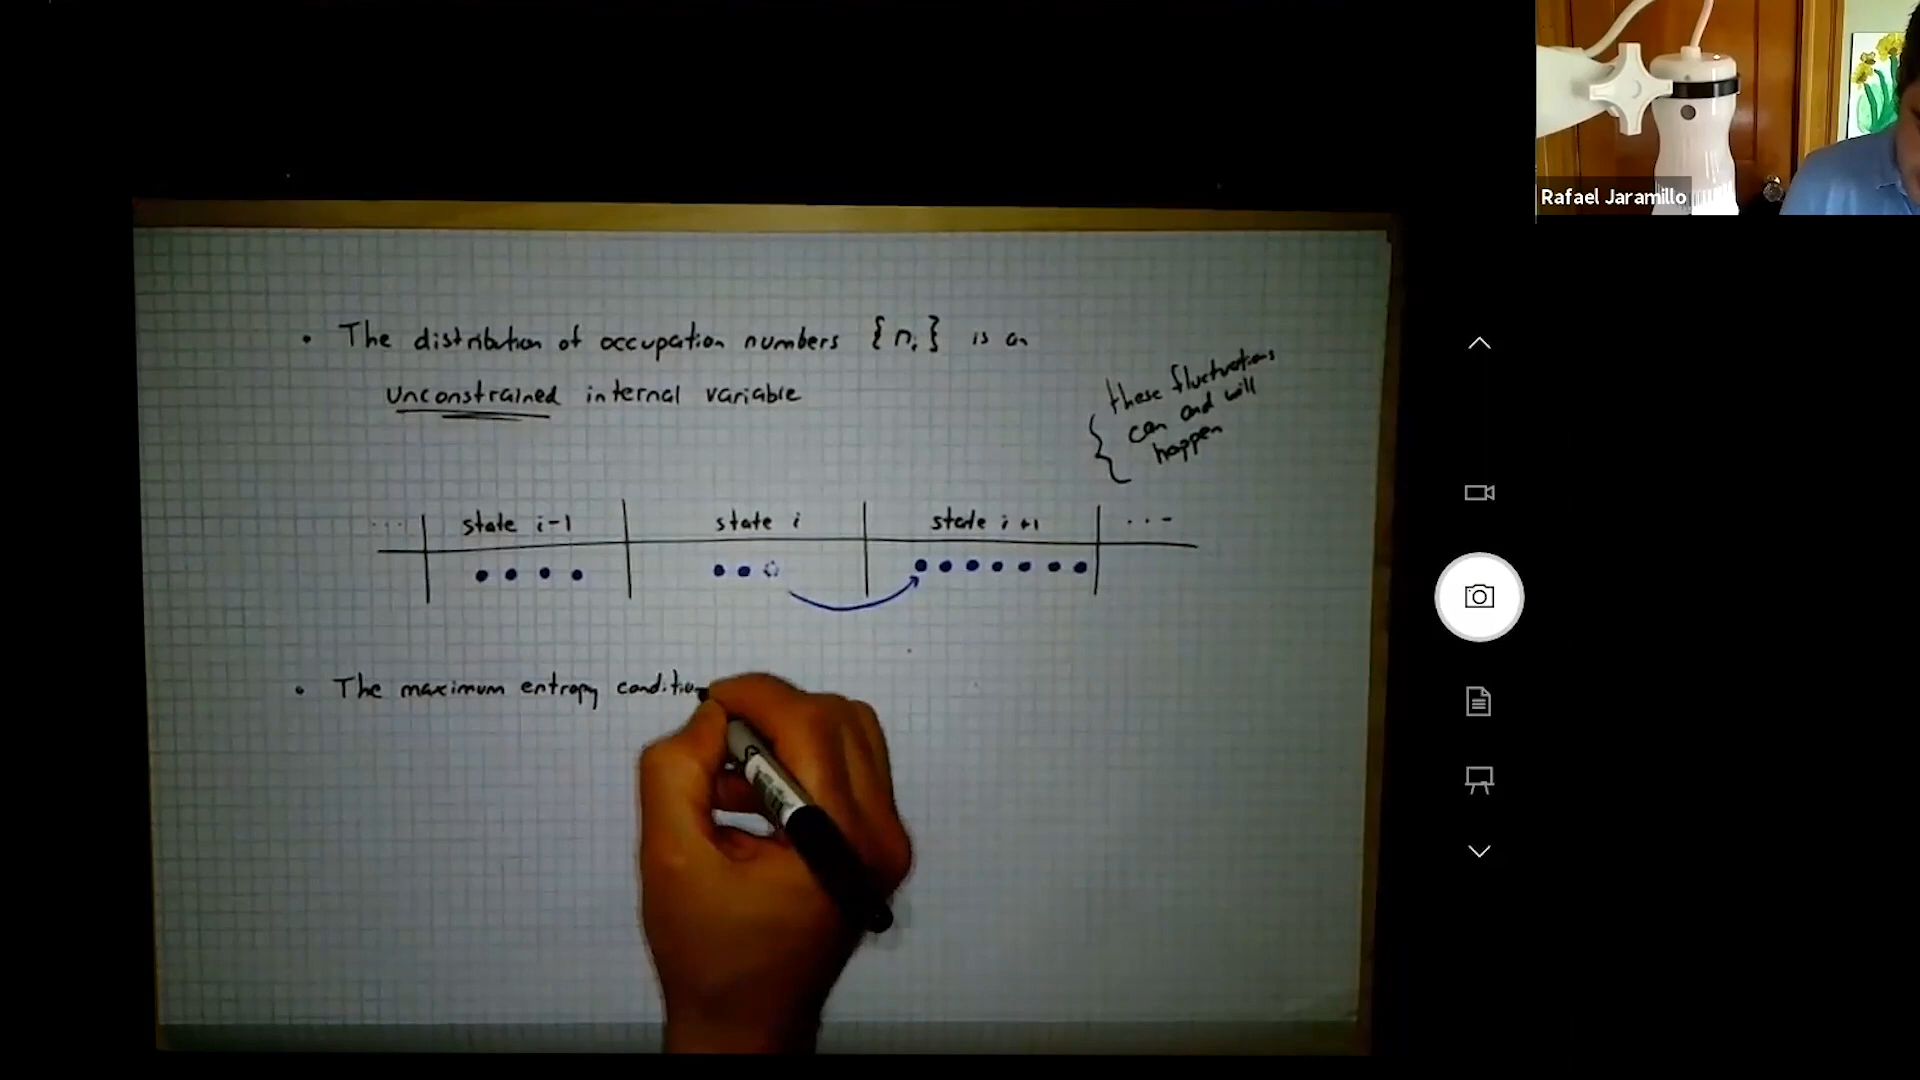 • The distribution of occupation numbers {nᵢ} is an
unconstrained internal variable
these fluctuations
can and will
happen
... state i-1 state i state i+1 ...
• The maximum entropy condition
Rafael Jaramillo